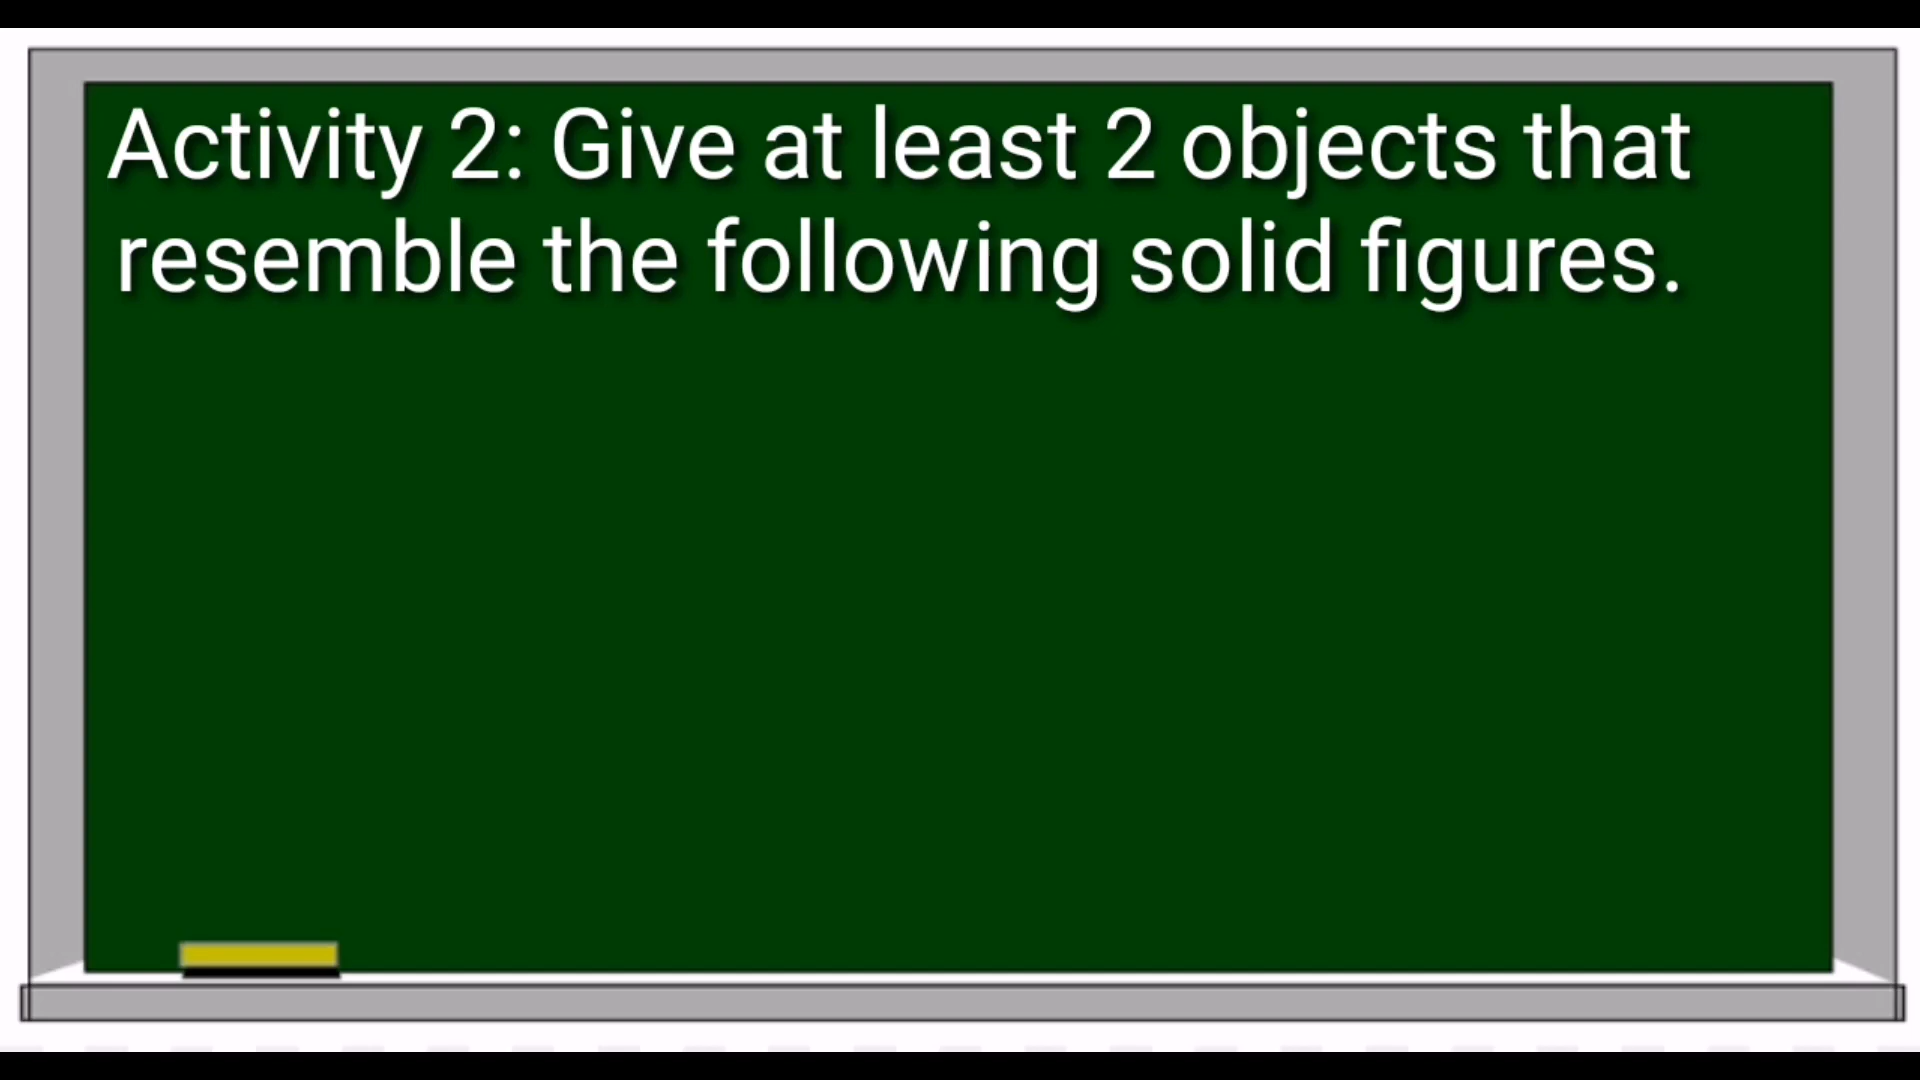 Activity 2: Give at least 2 objects that
resemble the following solid figures.